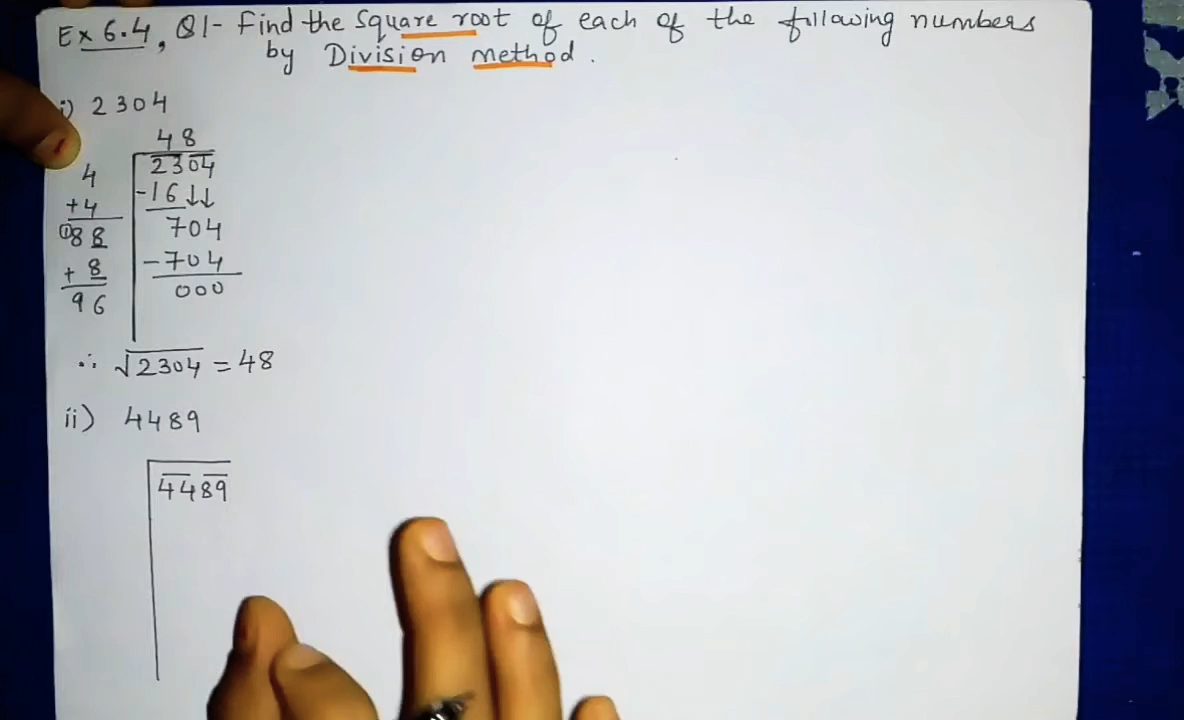 Ex 6.4, Q1- Find the Square root of each of the following numbers
by Division method.
i) 2304
48
4 2304
+4 -16↓↓
①88 704
+8 -704
96 000
∴ √2304 = 48
ii) 4489
4489